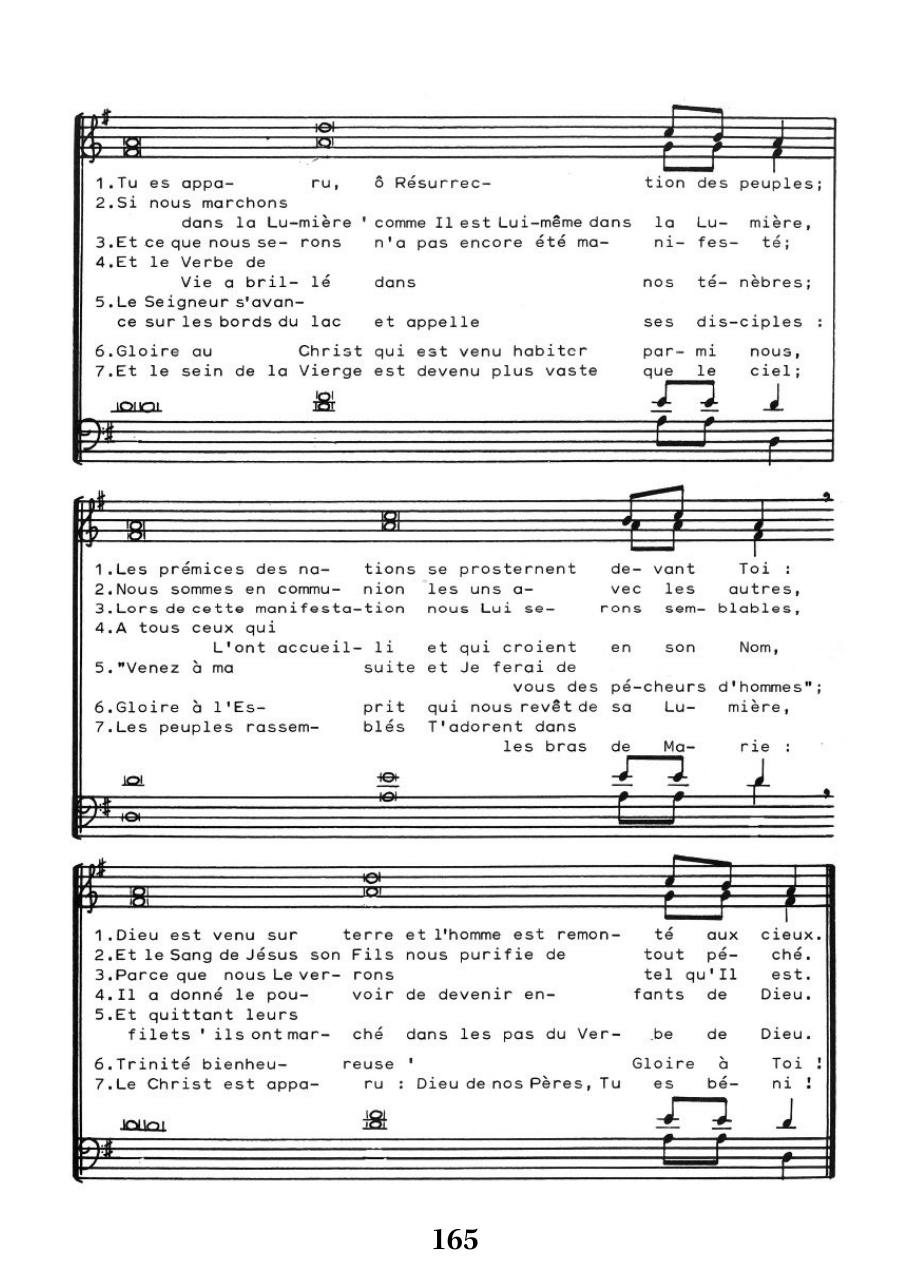 1.Tu es appa- ru, ô Résurrec- tion des peuples;
2.Si nous marchons
dans la Lu-mière ' comme Il est Lui-même dans la Lu- mière,
3.Et ce que nous se- rons n'a pas encore été ma- ni- fes- té;
4.Et le Verbe de
Vie a bril- lé dans nos té- nèbres;
5.Le Seigneur s'avan-
ce sur les bords du lac et appelle ses dis-ciples :
6.Gloire au Christ qui est venu habiter par- mi nous,
7.Et le sein de la Vierge est devenu plus vaste que le ciel;
1.Les prémices des na- tions se prosternent de- vant Toi :
2.Nous sommes en commu- nion les uns a- vec les autres,
3.Lors de cette manifesta-tion nous Lui se- rons sem- blables,
4.A tous ceux qui
L'ont accueil- li et qui croient en son Nom,
5."Venez à ma suite et Je ferai de
vous des pé-cheurs d'hommes";
6.Gloire à l'Es- prit qui nous revêt de sa Lu- mière,
7.Les peuples rassem- blés T'adorent dans
les bras de Ma- rie :
1.Dieu est venu sur terre et l'homme est remon- té aux cieux.
2.Et le Sang de Jésus son Fils nous purifie de tout pé- ché.
3.Parce que nous Le ver- rons tel qu'Il est.
4.Il a donné le pou- voir de devenir en- fants de Dieu.
5.Et quittant leurs
filets ' ils ont mar- ché dans les pas du Ver- be de Dieu.
6.Trinité bienheu- reuse ' Gloire à Toi !
7.Le Christ est appa- ru : Dieu de nos Pères, Tu es bé- ni !
165